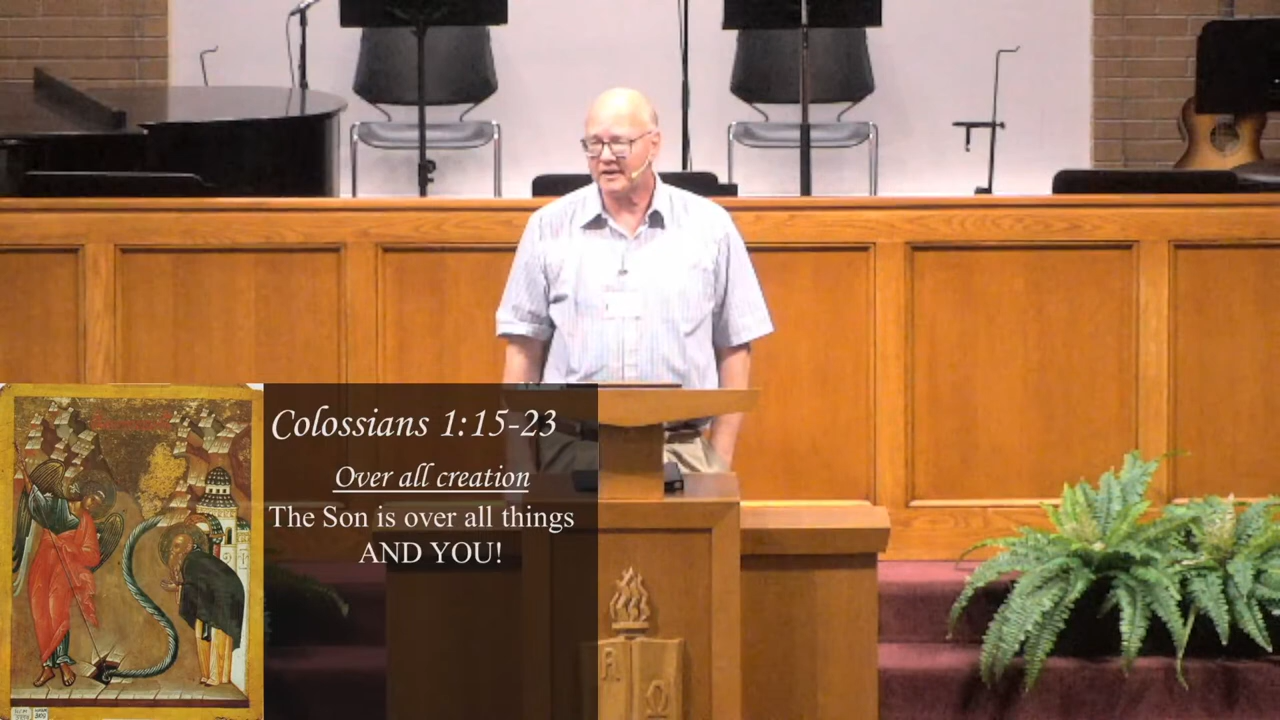 Colossians 1:15-23
Over all creation
The Son is over all things
AND YOU!
Α
Ω